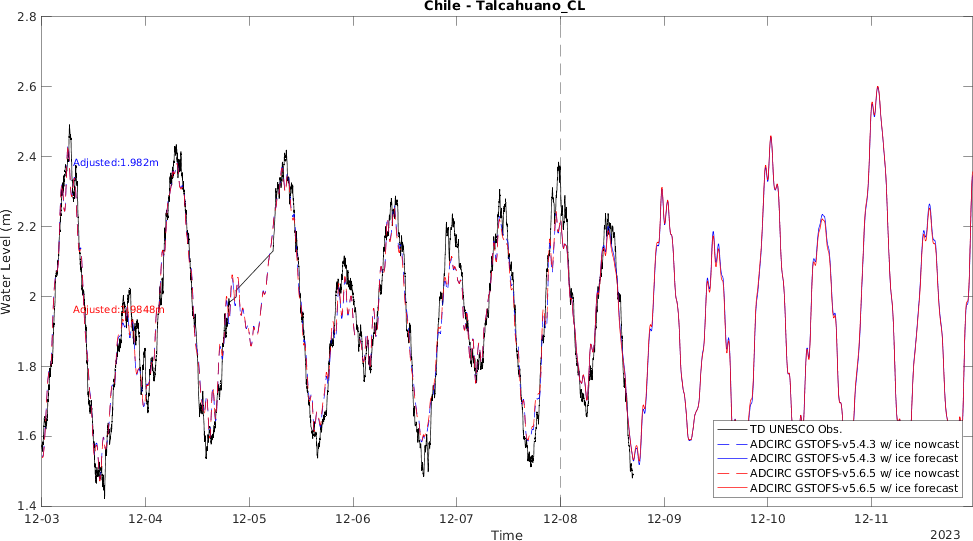 Chile - Talcahuano_CL
Water Level (m)
2.8
2.6
2.4
2.2
2
1.8
1.6
1.4
Adjusted:1.982m
Adjusted:1.9848m
TD UNESCO Obs.
ADCIRC GSTOFS-v5.4.3 w/ ice nowcast
ADCIRC GSTOFS-v5.4.3 w/ ice forecast
ADCIRC GSTOFS-v5.6.5 w/ ice nowcast
ADCIRC GSTOFS-v5.6.5 w/ ice forecast
12-03 12-04 12-05 12-06 12-07 12-08 12-09 12-10 12-11
Time
2023